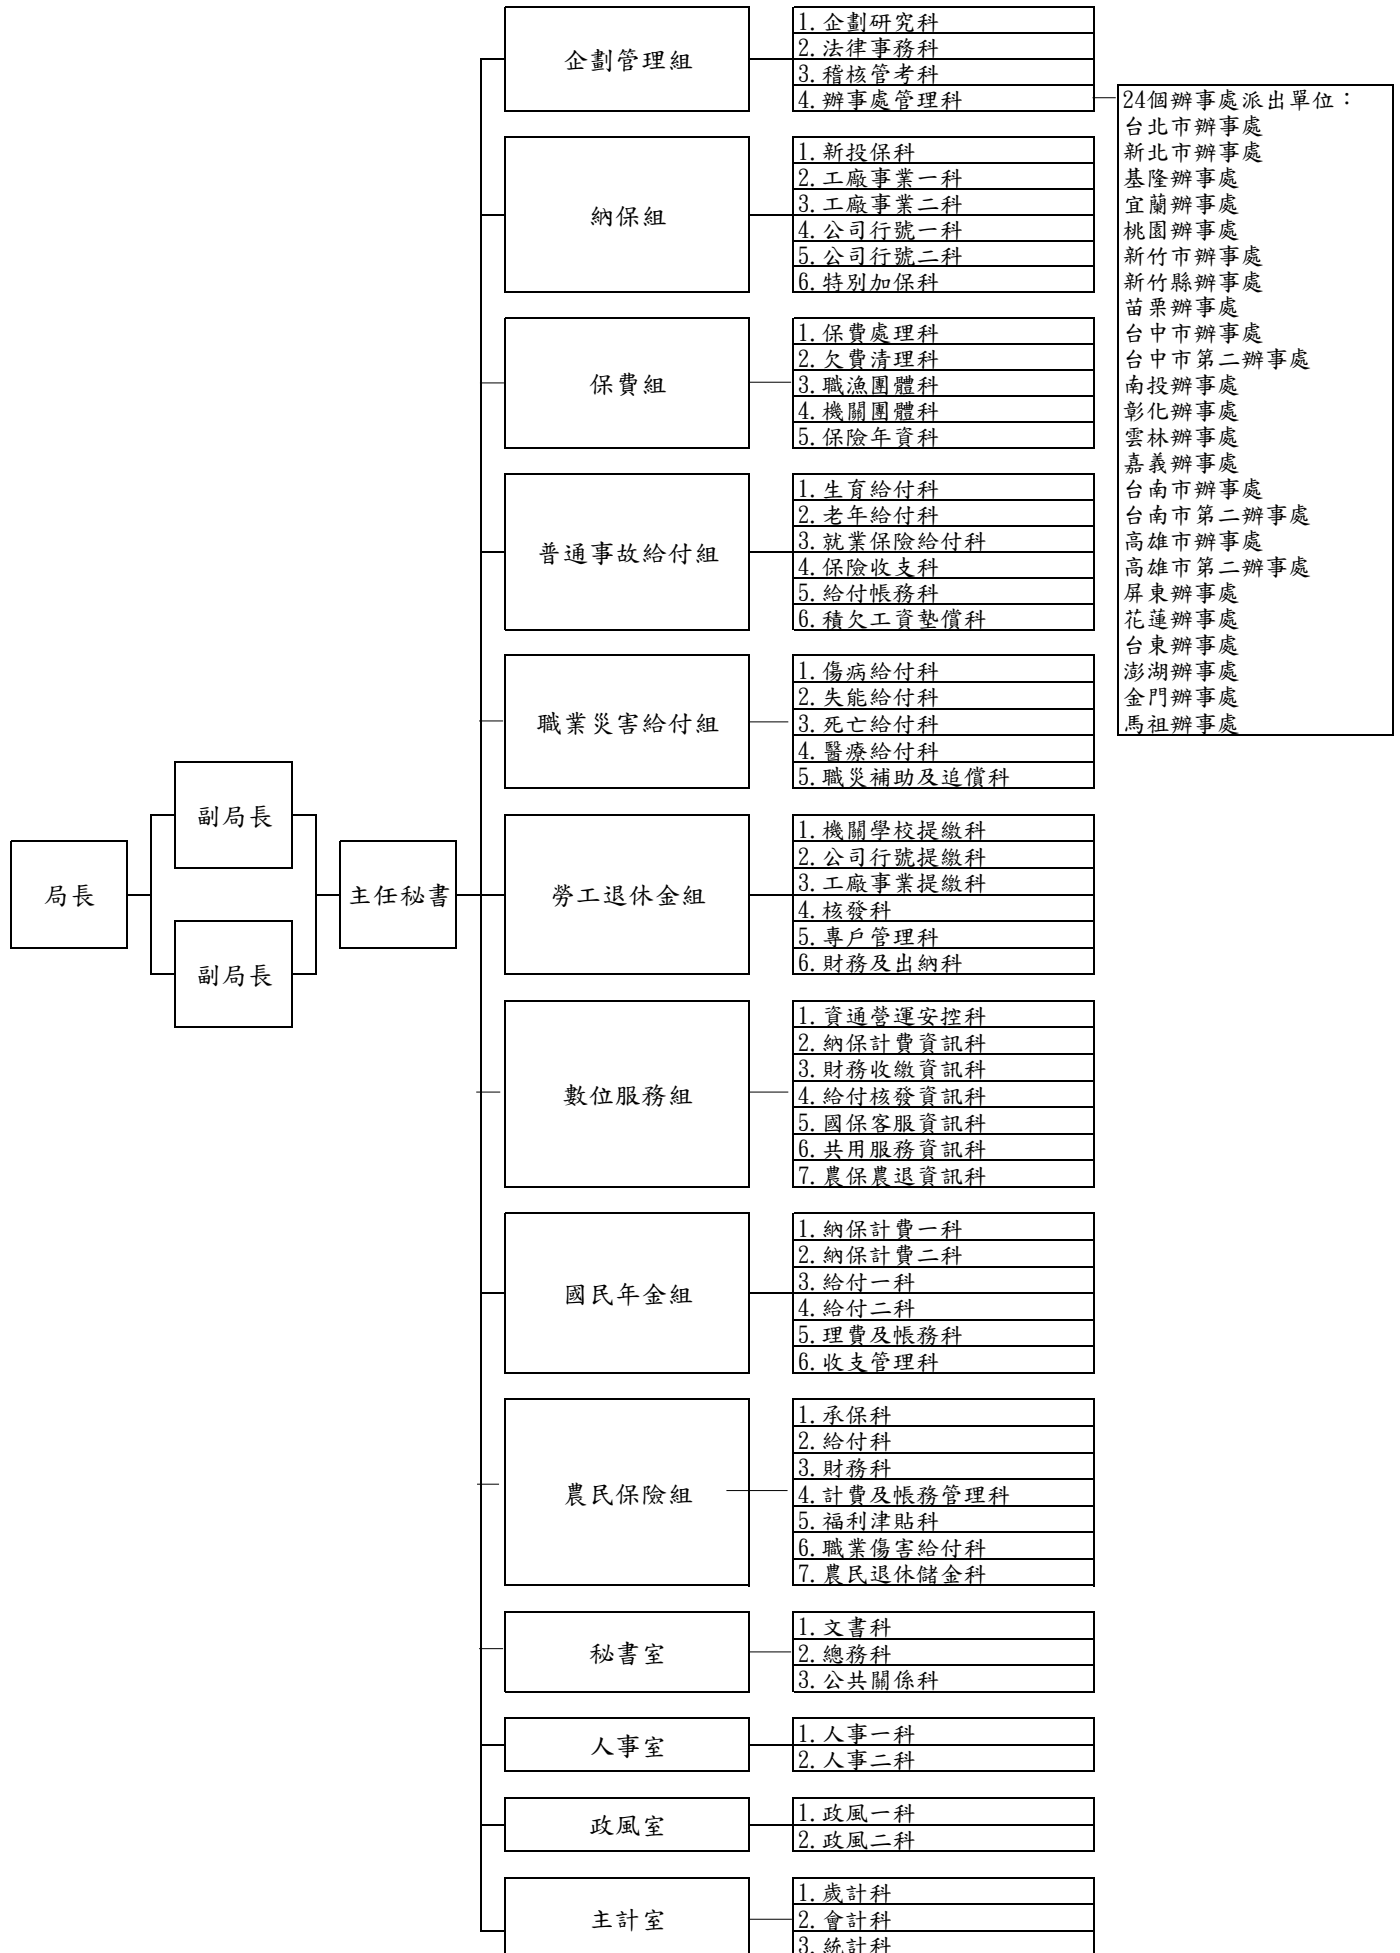 企劃管理組
1.企劃研究科
2.法律事務科
3.稽核管考科
4.辦事處管理科
24個辦事處派出單位：
台北市辦事處
新北市辦事處
基隆辦事處
宜蘭辦事處
桃園辦事處
新竹市辦事處
新竹縣辦事處
苗栗辦事處
台中市辦事處
台中市第二辦事處
南投辦事處
彰化辦事處
雲林辦事處
嘉義辦事處
台南市辦事處
台南市第二辦事處
高雄市辦事處
高雄市第二辦事處
屏東辦事處
花蓮辦事處
台東辦事處
澎湖辦事處
金門辦事處
馬祖辦事處
納保組
1.新投保科
2.工廠事業一科
3.工廠事業二科
4.公司行號一科
5.公司行號二科
6.特別加保科
保費組
1.保費處理科
2.欠費清理科
3.職漁團體科
4.機關團體科
5.保險年資科
普通事故給付組
1.生育給付科
2.老年給付科
3.就業保險給付科
4.保險收支科
5.給付帳務科
6.積欠工資墊償科
職業災害給付組
1.傷病給付科
2.失能給付科
3.死亡給付科
4.醫療給付科
5.職災補助及追償科
局長
副局長
副局長
主任秘書
勞工退休金組
1.機關學校提繳科
2.公司行號提繳科
3.工廠事業提繳科
4.核發科
5.專戶管理科
6.財務及出納科
數位服務組
1.資通營運安控科
2.納保計費資訊科
3.財務收繳資訊科
4.給付核發資訊科
5.國保客服資訊科
6.共用服務資訊科
7.農保農退資訊科
國民年金組
1.納保計費一科
2.納保計費二科
3.給付一科
4.給付二科
5.理費及帳務科
6.收支管理科
農民保險組
1.承保科
2.給付科
3.財務科
4.計費及帳務管理科
5.福利津貼科
6.職業傷害給付科
7.農民退休儲金科
秘書室
1.文書科
2.總務科
3.公共關係科
人事室
1.人事一科
2.人事二科
政風室
1.政風一科
2.政風二科
主計室
1.歲計科
2.會計科
3.統計科